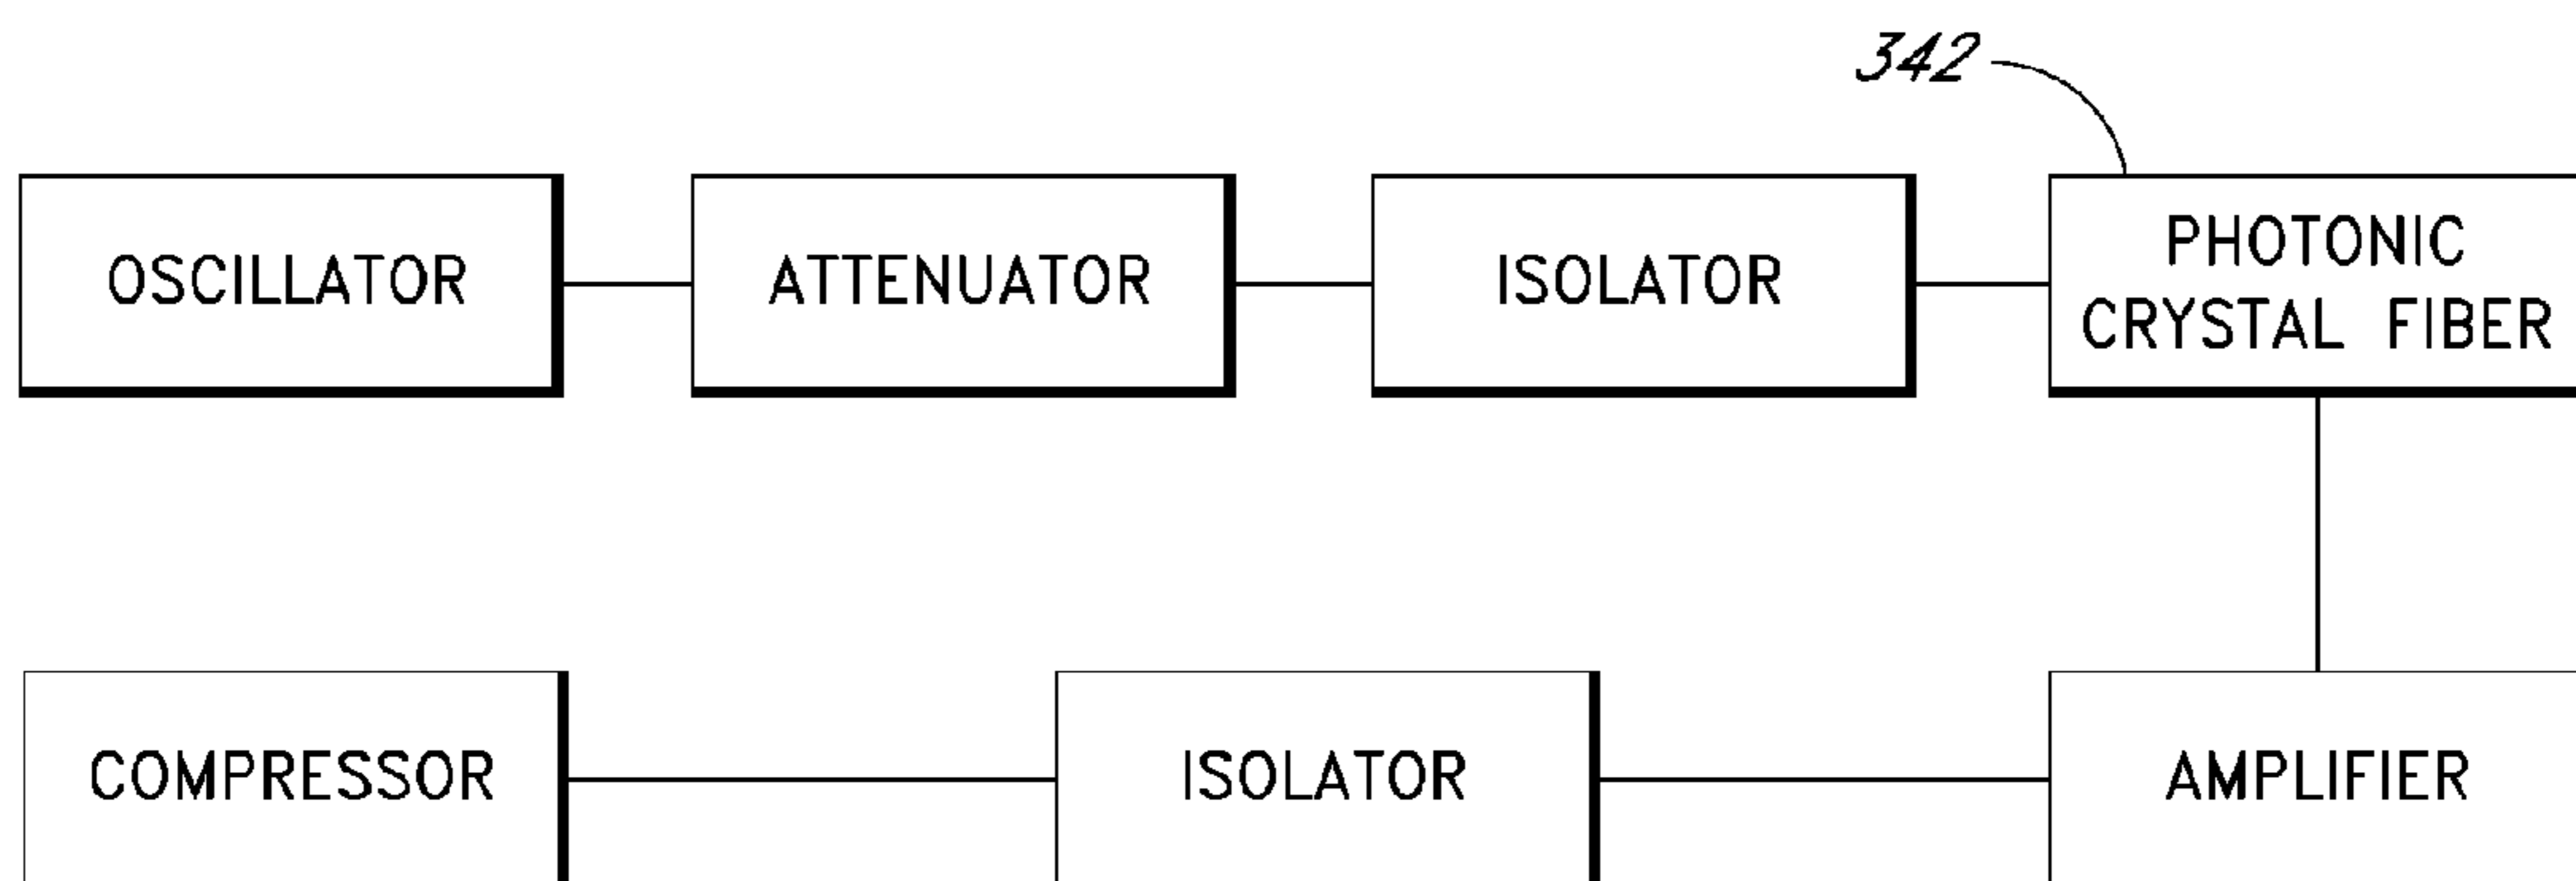 342
OSCILLATOR
ATTENUATOR
ISOLATOR
PHOTONIC
CRYSTAL FIBER
COMPRESSOR
ISOLATOR
AMPLIFIER